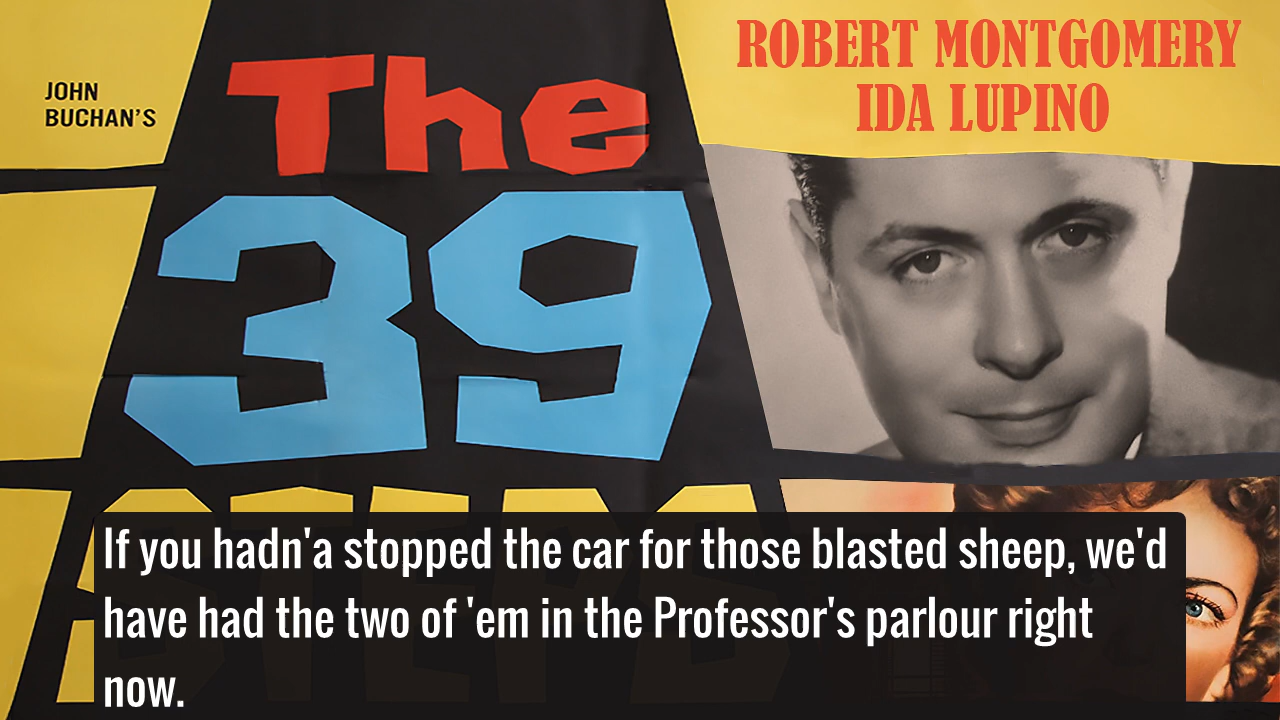 JOHN
BUCHAN'S
The
39
STEPS
ROBERT MONTGOMERY
IDA LUPINO
If you hadn'a stopped the car for those blasted sheep, we'd
have had the two of 'em in the Professor's parlour right
now.